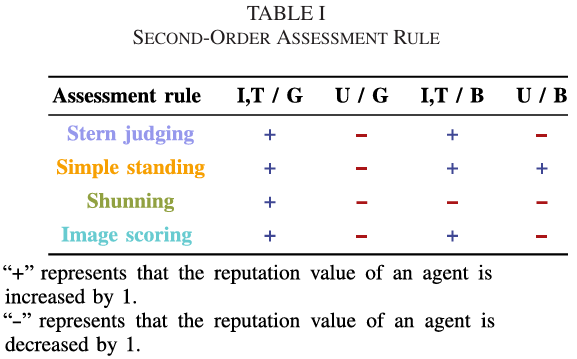 TABLE I
SECOND-ORDER ASSESSMENT RULE
Assessment rule I,T / G U / G I,T / B U / B
Stern judging + – + –
Simple standing + – + +
Shunning + – – –
Image scoring + – + –
“+” represents that the reputation value of an agent is
increased by 1.
“–” represents that the reputation value of an agent is
decreased by 1.